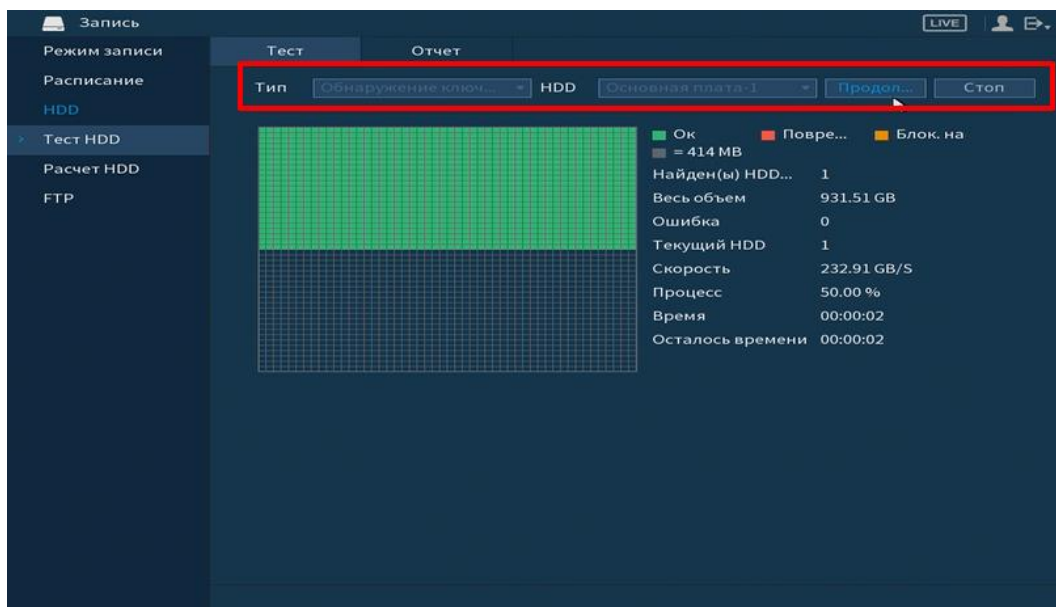 Запись LIVE
Режим записи
Расписание
HDD
Тест HDD
Расчет HDD
FTP
Тест Отчет
Тип Обнаружение ключ... HDD Основная плата-1 Продол... Стоп
Ок Повре... Блок. на
= 414 MB
Найден(ы) HDD... 1
Весь объем 931.51 GB
Ошибка 0
Текущий HDD 1
Скорость 232.91 GB/S
Процесс 50.00 %
Время 00:00:02
Осталось времени 00:00:02